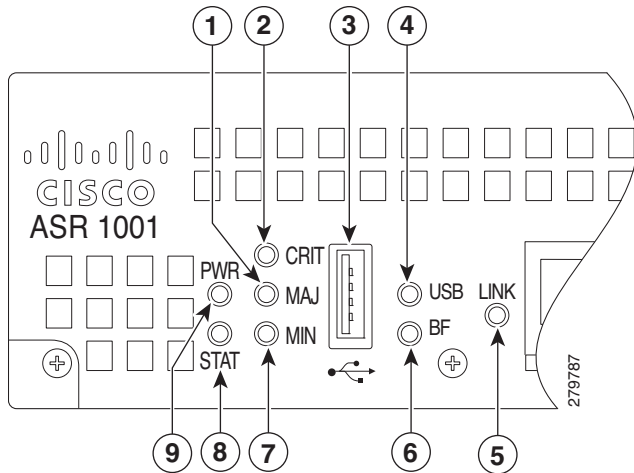 1 2 3 4
CISCO
ASR 1001
CRIT
PWR MAJ USB LINK
MIN BF
STAT
279787
9 8 7 6 5